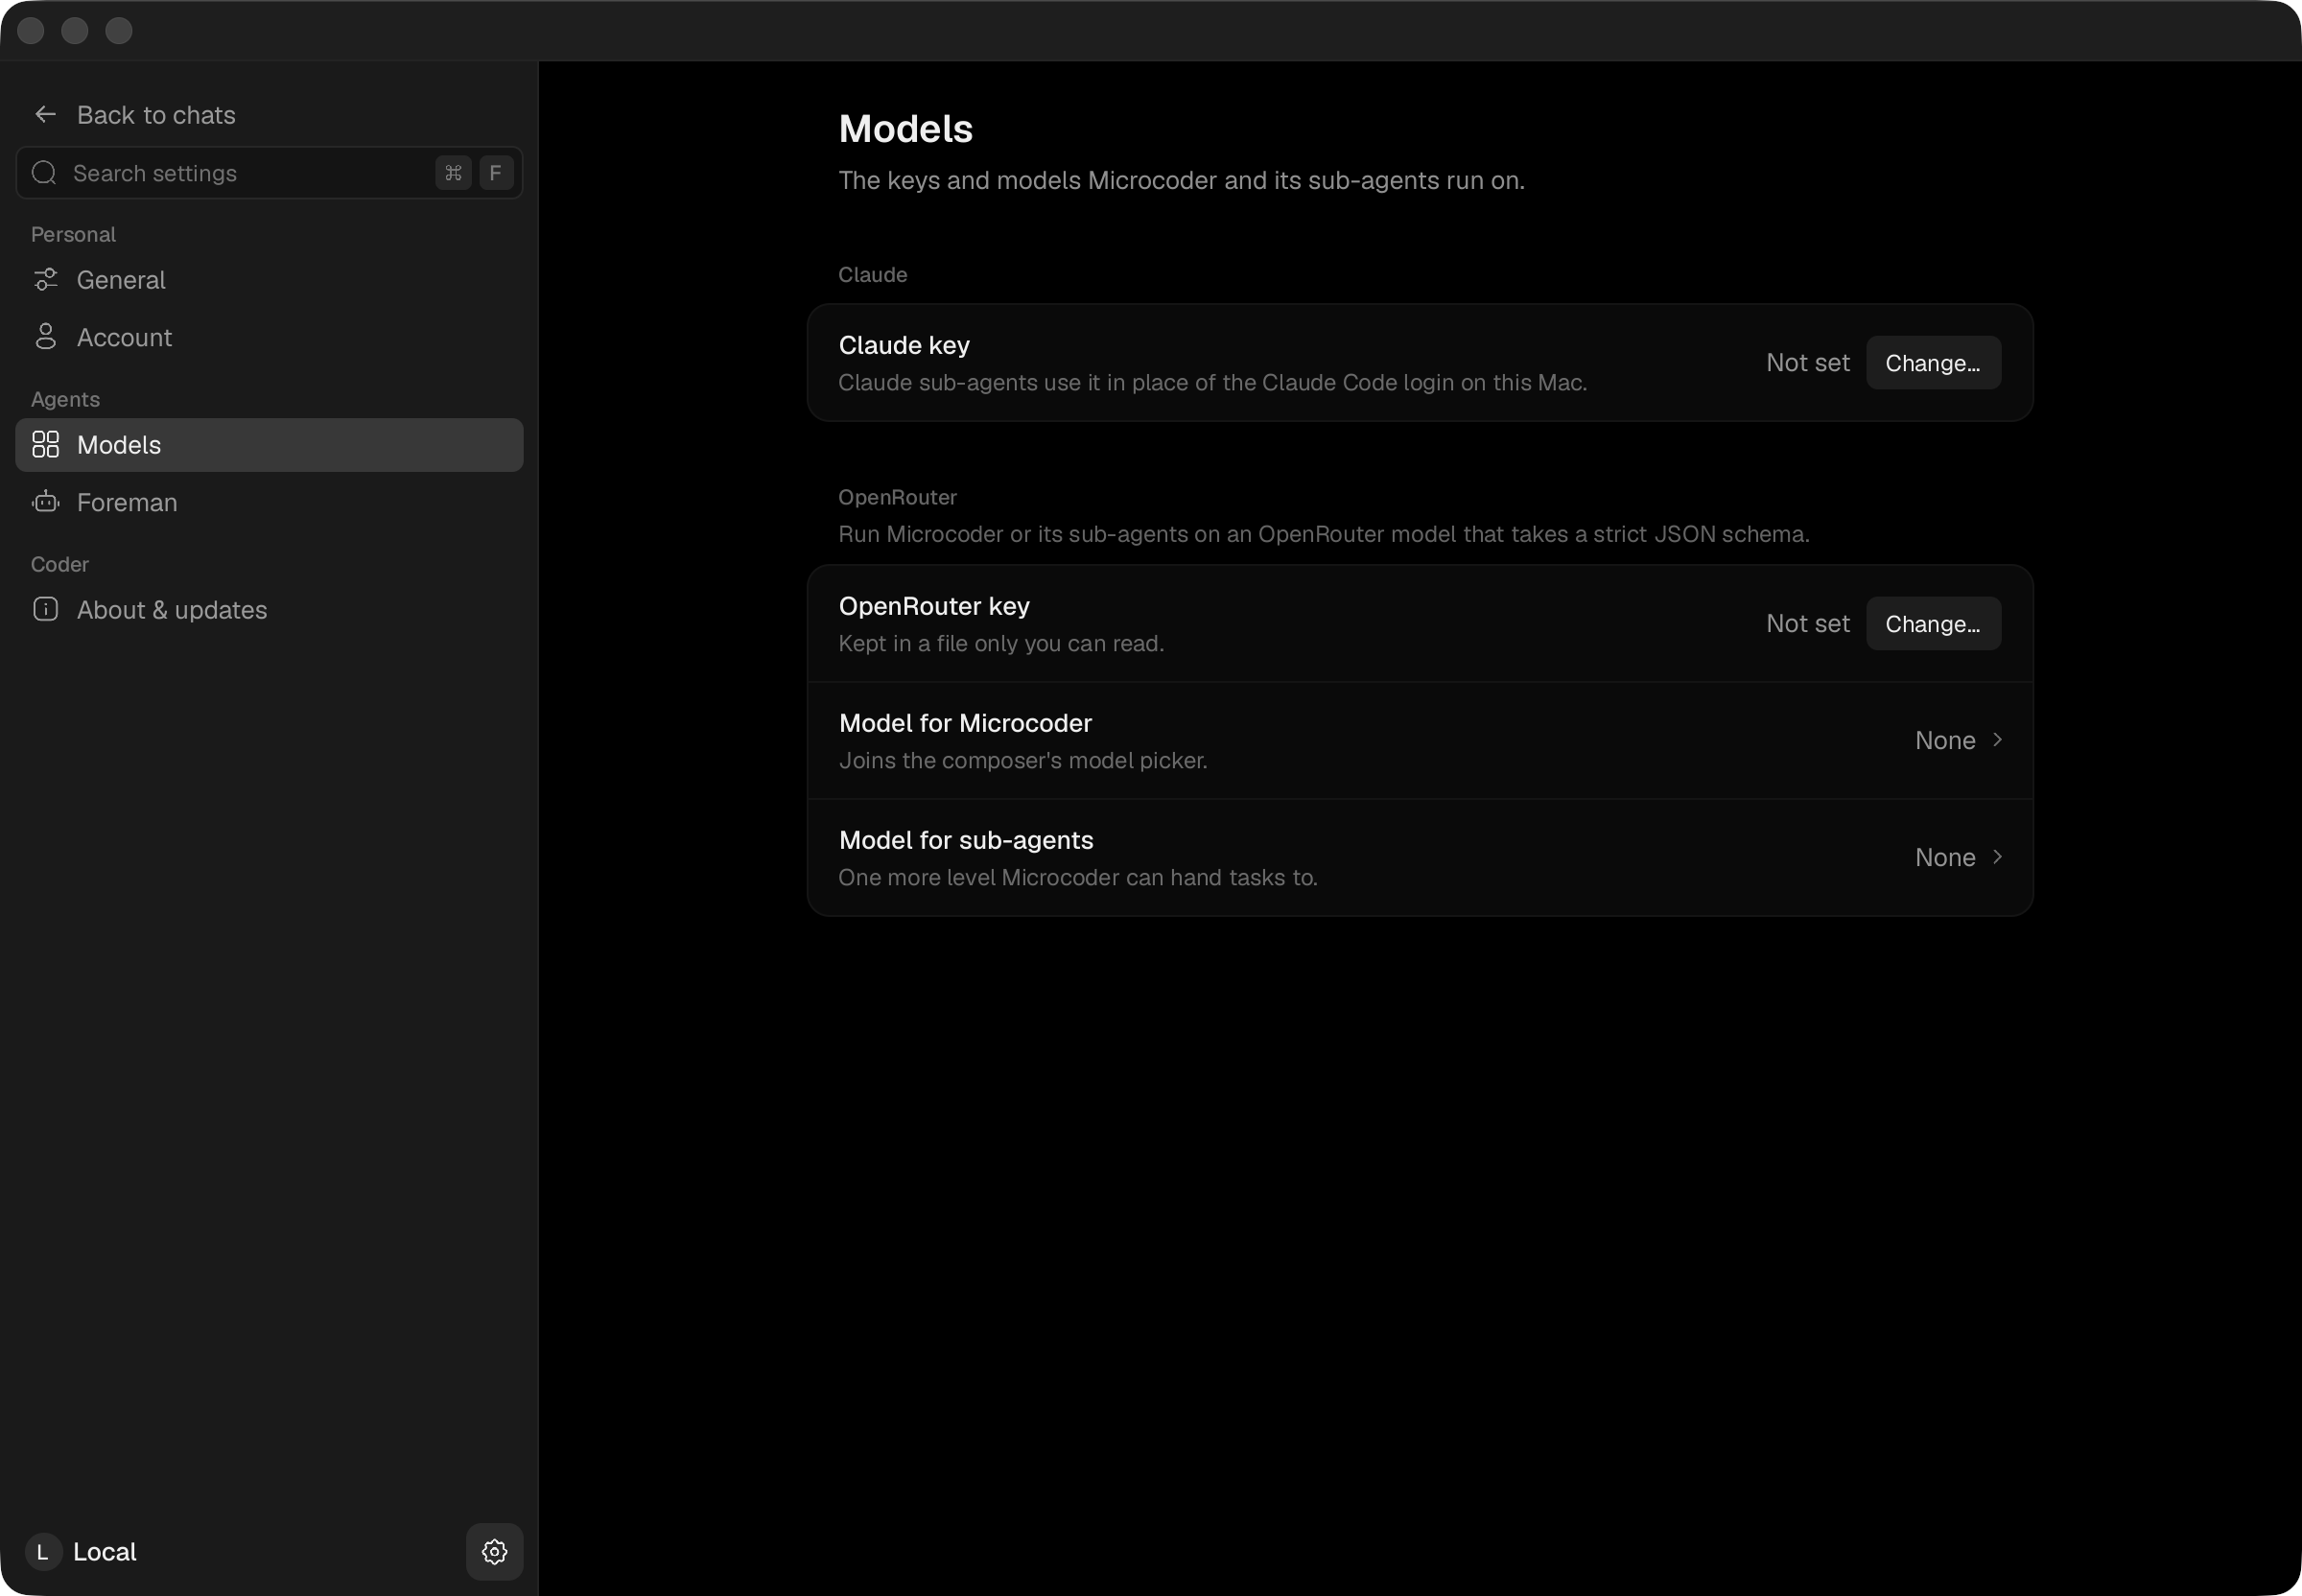 Back to chats
Search settings ⌘ F
Personal
General
Account
Agents
Models
Foreman
Coder
About & updates
L Local
Models
The keys and models Microcoder and its sub-agents run on.
Claude
Claude key
Claude sub-agents use it in place of the Claude Code login on this Mac.
Not set Change...
OpenRouter
Run Microcoder or its sub-agents on an OpenRouter model that takes a strict JSON schema.
OpenRouter key
Kept in a file only you can read.
Not set Change...
Model for Microcoder
Joins the composer's model picker.
None
Model for sub-agents
One more level Microcoder can hand tasks to.
None